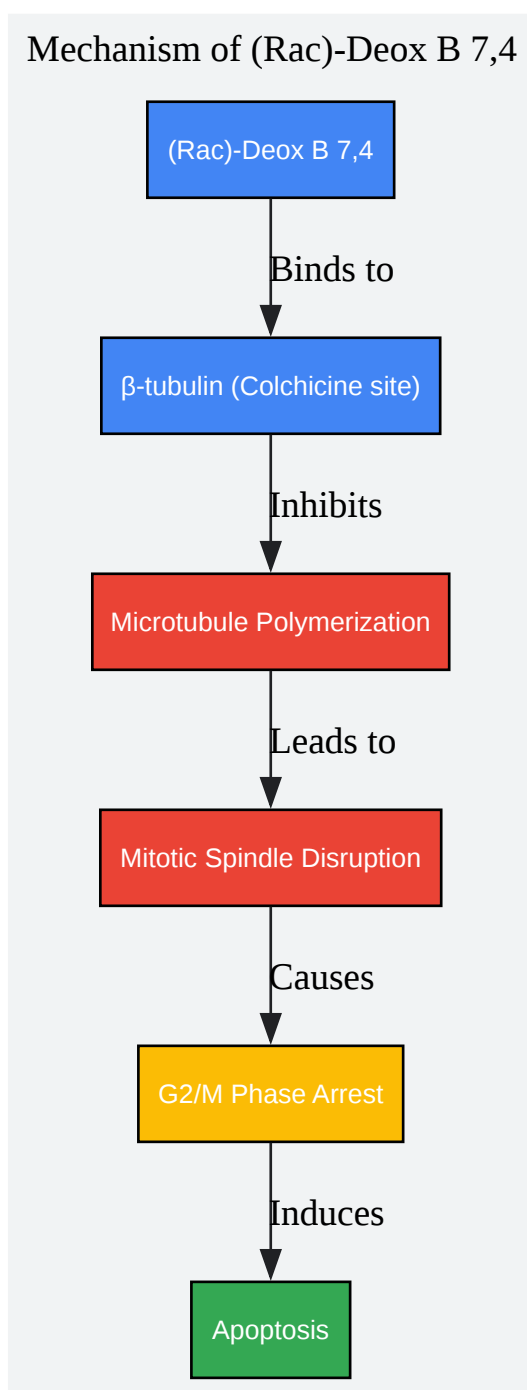 Mechanism of (Rac)-Deox B 7,4
(Rac)-Deox B 7,4
Binds to
β-tubulin (Colchicine site)
Inhibits
Microtubule Polymerization
Leads to
Mitotic Spindle Disruption
Causes
G2/M Phase Arrest
Induces
Apoptosis